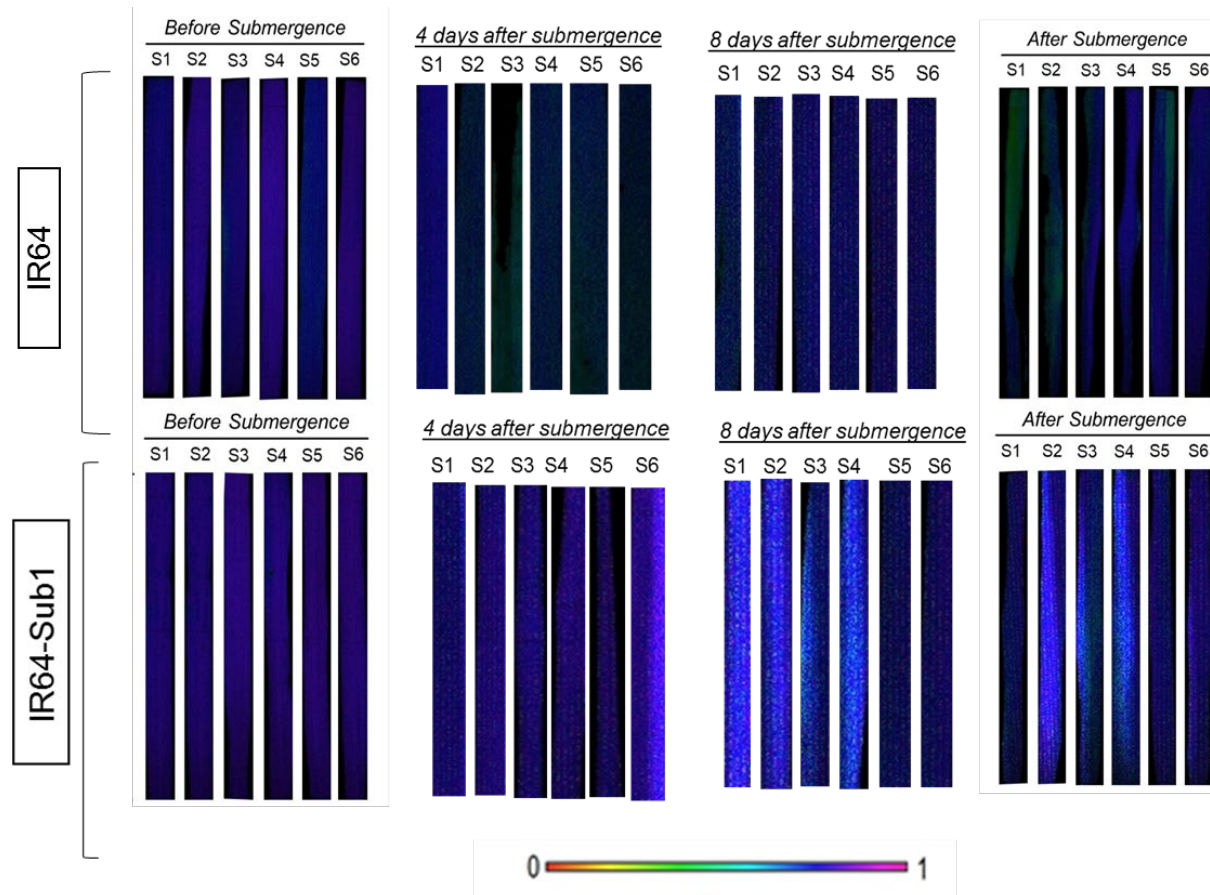 Before Submergence
4 days after submergence
8 days after submergence
After Submergence
S1 S2 S3 S4 S5 S6
S1 S2 S3 S4 S5 S6
S1 S2 S3 S4 S5 S6
S1 S2 S3 S4 S5 S6
IR64
Before Submergence
4 days after submergence
8 days after submergence
After Submergence
S1 S2 S3 S4 S5 S6
S1 S2 S3 S4 S5 S6
S1 S2 S3 S4 S5 S6
S1 S2 S3 S4 S5 S6
IR64-Sub1
0 1